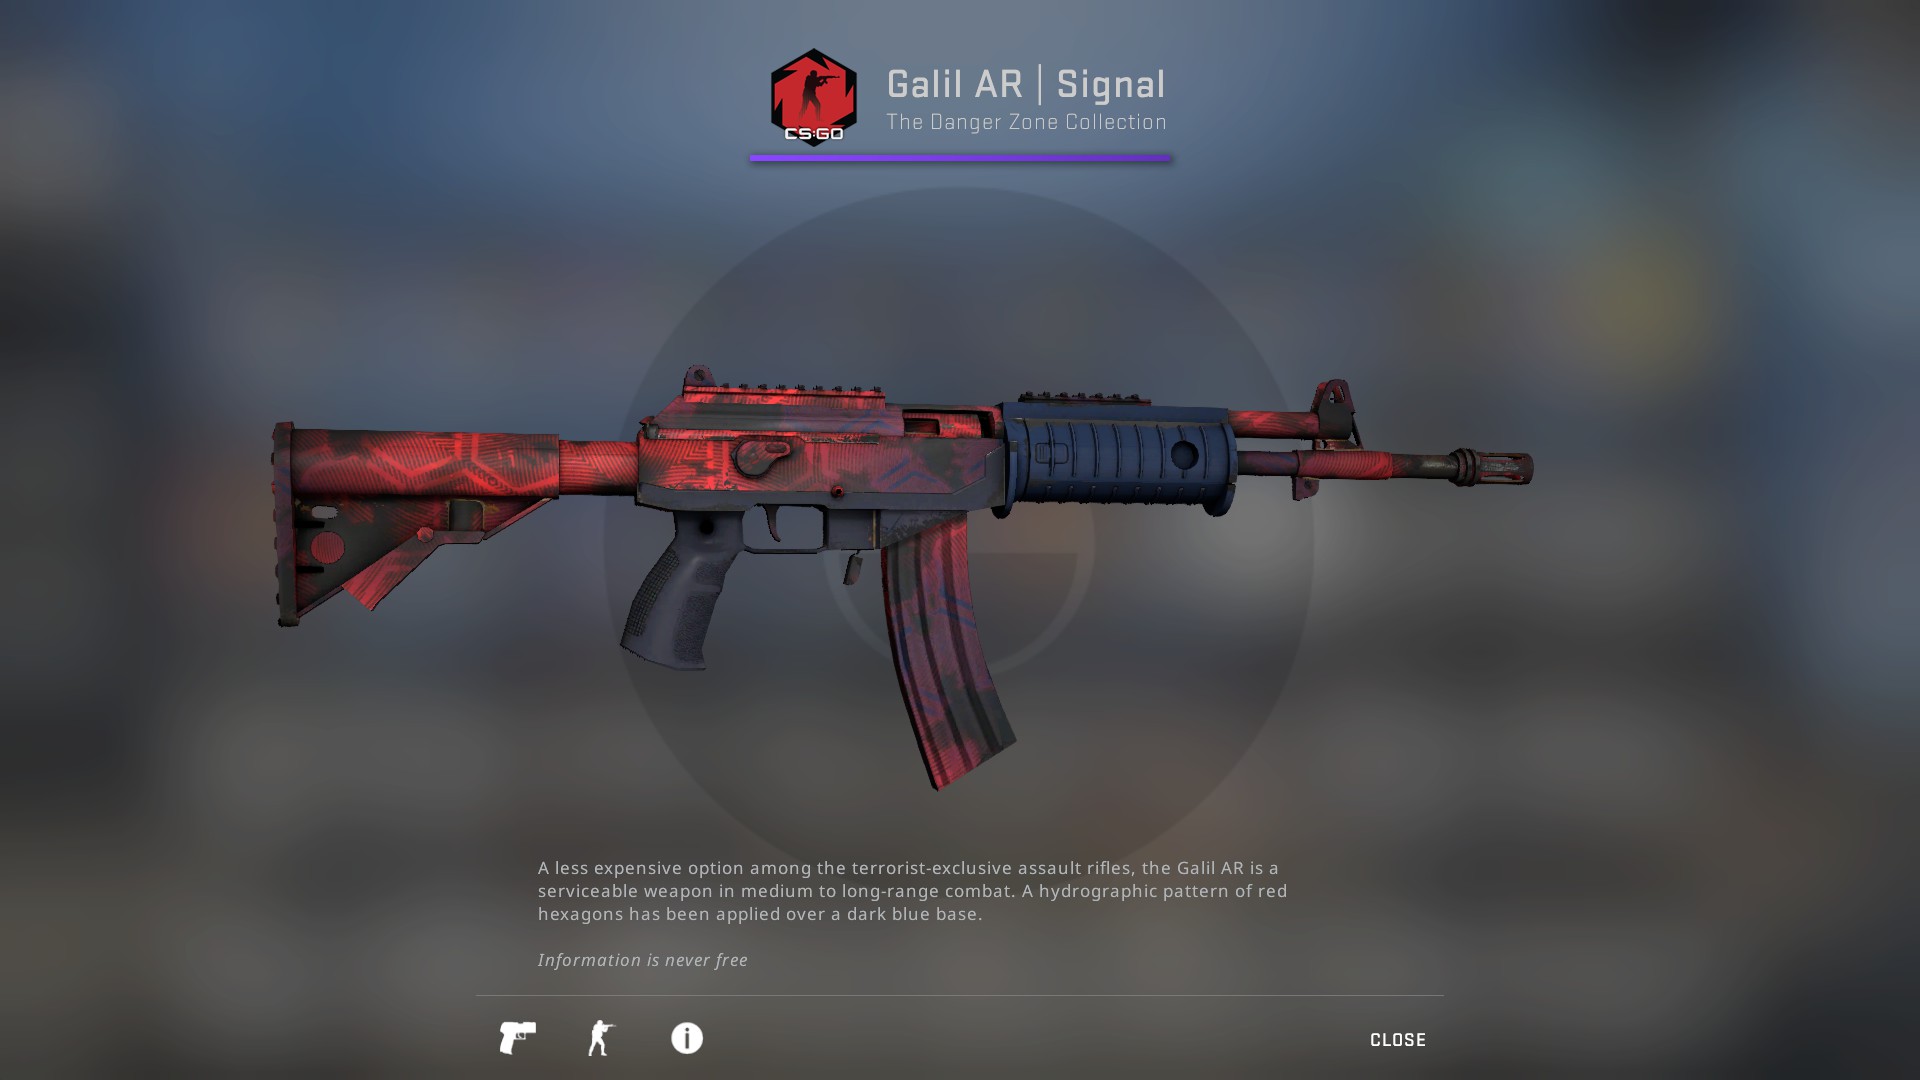 CS:GO
Galil AR | Signal
The Danger Zone Collection
A less expensive option among the terrorist-exclusive assault rifles, the Galil AR is a
serviceable weapon in medium to long-range combat. A hydrographic pattern of red
hexagons has been applied over a dark blue base.
Information is never free
CLOSE